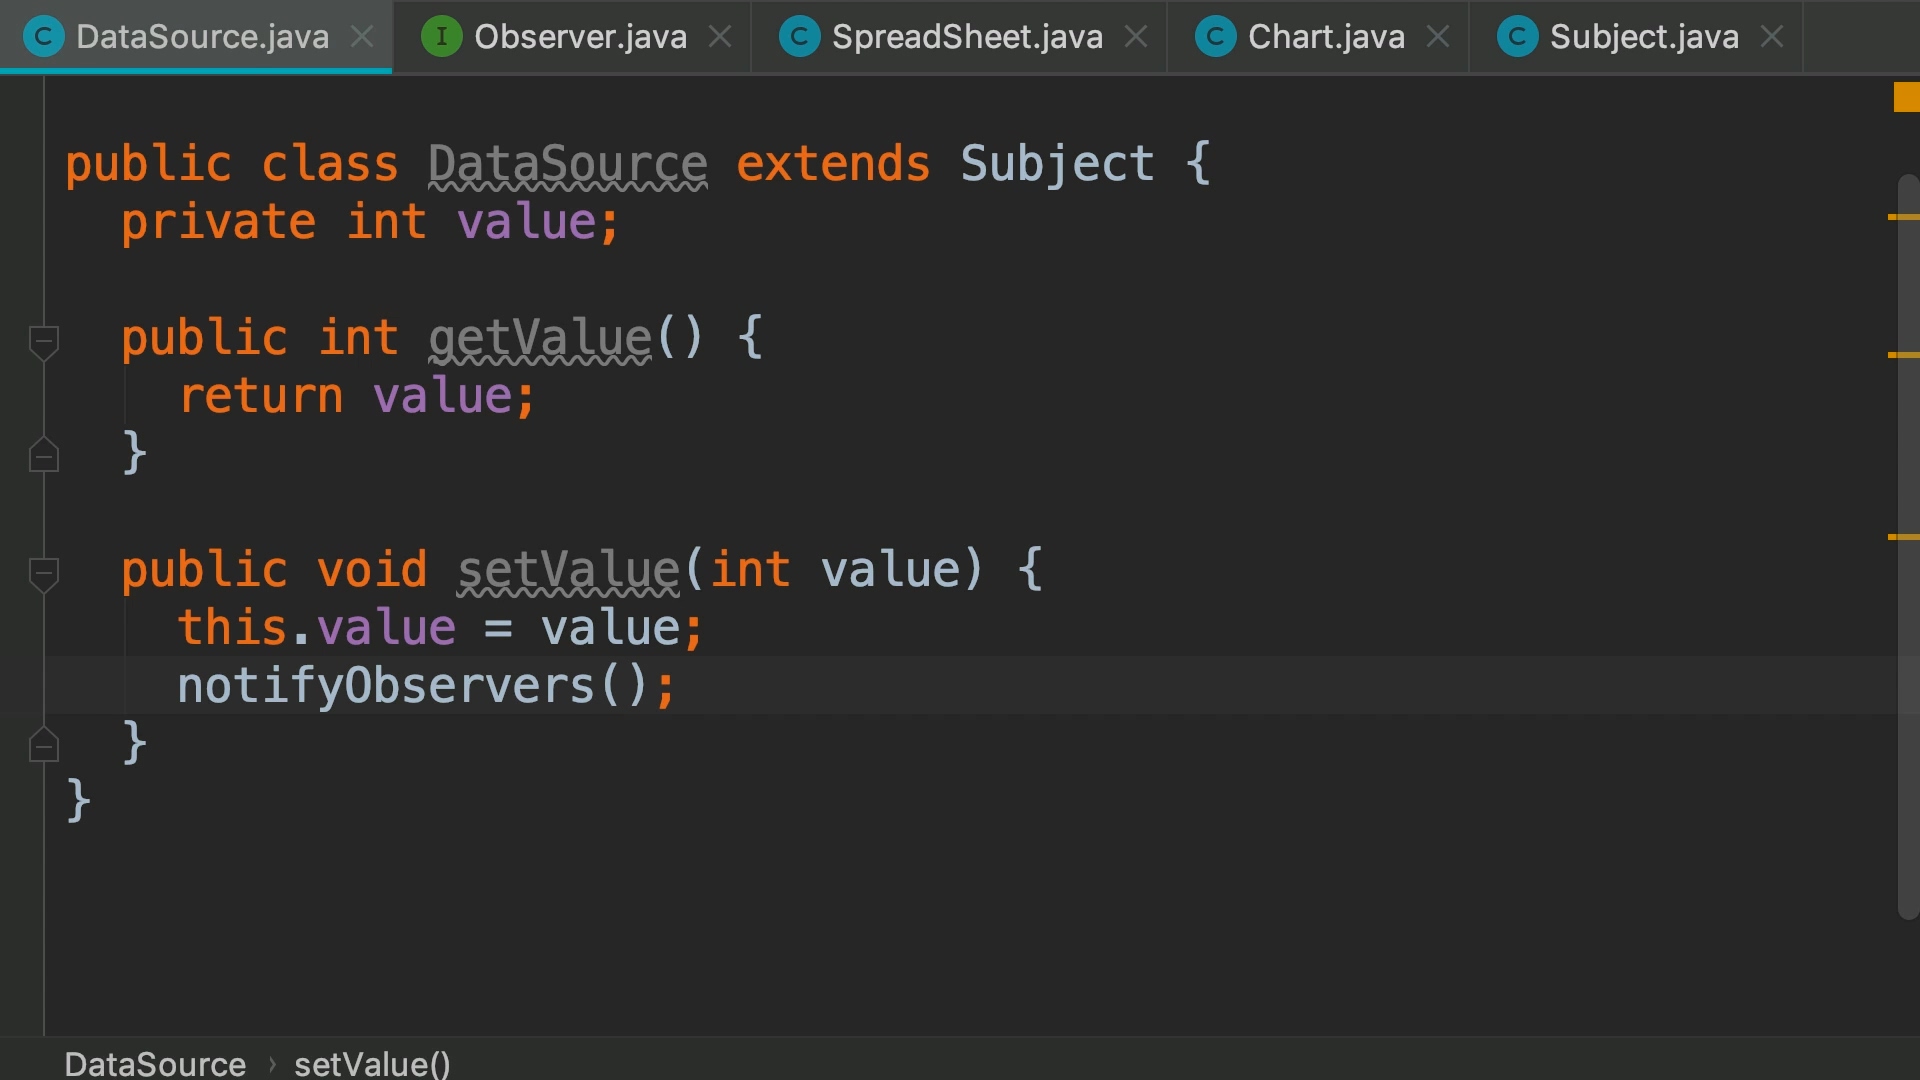 DataSource.java Observer.java SpreadSheet.java Chart.java Subject.java
public class DataSource extends Subject {
private int value;
public int getValue() {
return value;
}
public void setValue(int value) {
this.value = value;
notifyObservers();
}
}
DataSource › setValue()